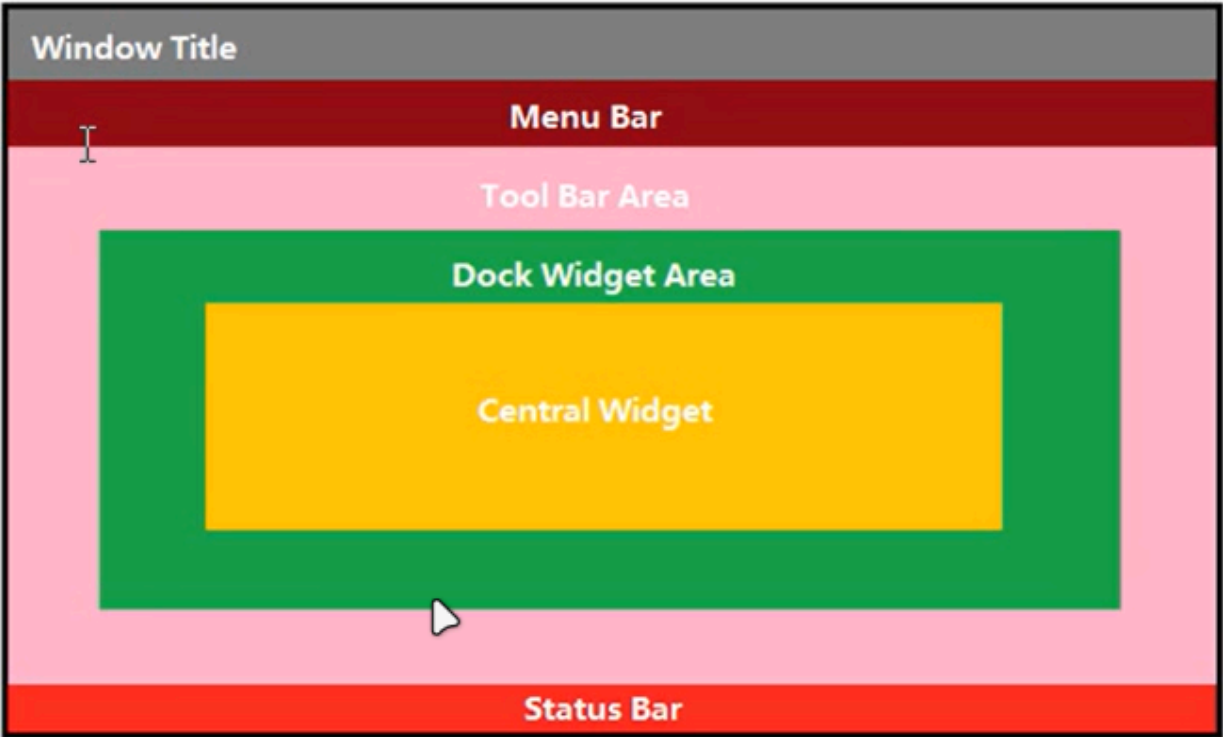 Window Title
Menu Bar
Tool Bar Area
Dock Widget Area
Central Widget
Status Bar